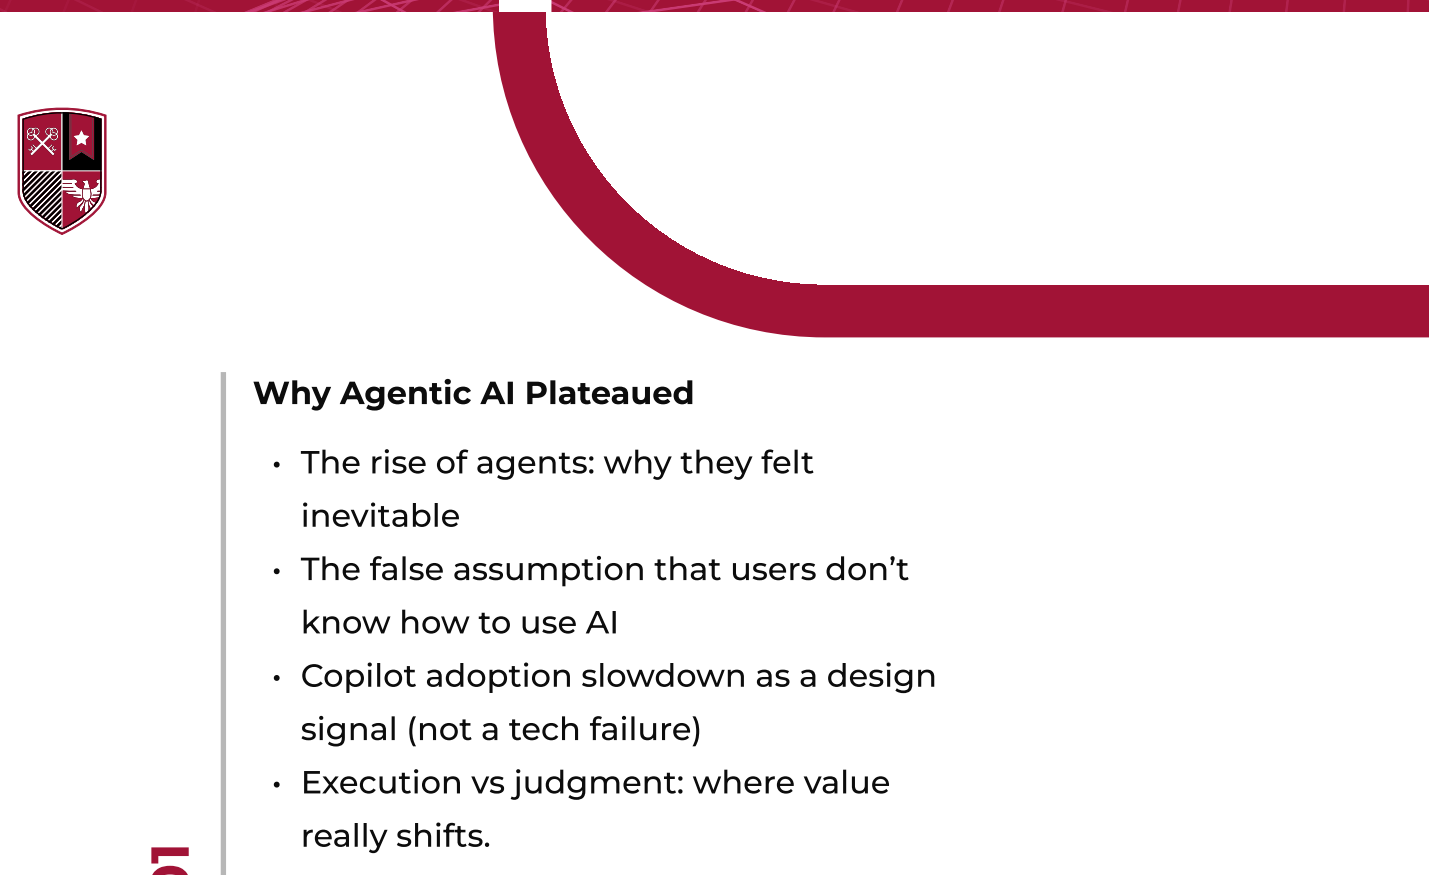 Why Agentic AI Plateaued
• The rise of agents: why they felt
inevitable
• The false assumption that users don’t
know how to use AI
• Copilot adoption slowdown as a design
signal (not a tech failure)
• Execution vs judgment: where value
really shifts.